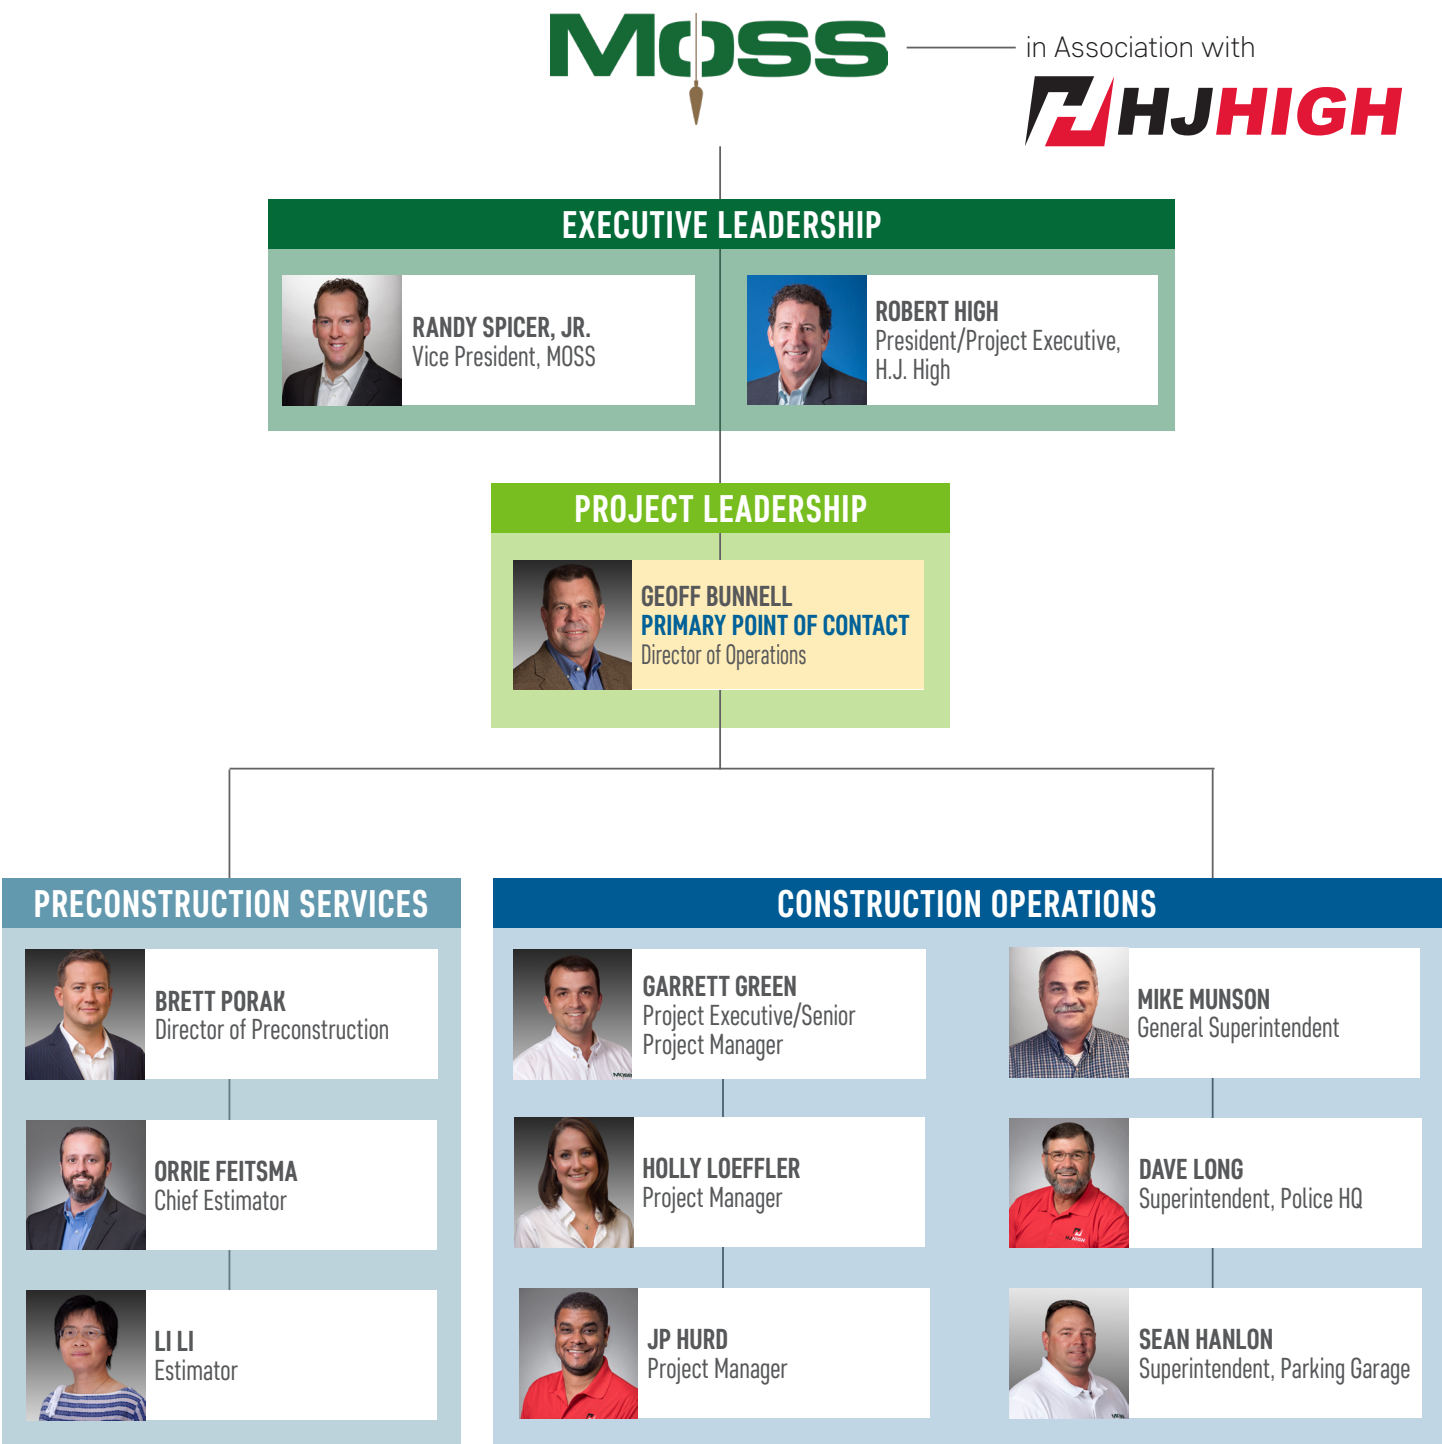 MOSS
in Association with
HJHIGH
EXECUTIVE LEADERSHIP
RANDY SPICER, JR.
Vice President, MOSS
ROBERT HIGH
President/Project Executive,
H.J. High
PROJECT LEADERSHIP
GEOFF BUNNELL
PRIMARY POINT OF CONTACT
Director of Operations
PRECONSTRUCTION SERVICES
BRETT PORAK
Director of Preconstruction
ORRIE FEITSMA
Chief Estimator
LI LI
Estimator
CONSTRUCTION OPERATIONS
GARRETT GREEN
Project Executive/Senior
Project Manager
MOSS
HOLLY LOEFFLER
Project Manager
JP HURD
Project Manager
MIKE MUNSON
General Superintendent
DAVE LONG
Superintendent, Police HQ
HJHIGH
SEAN HANLON
Superintendent, Parking Garage